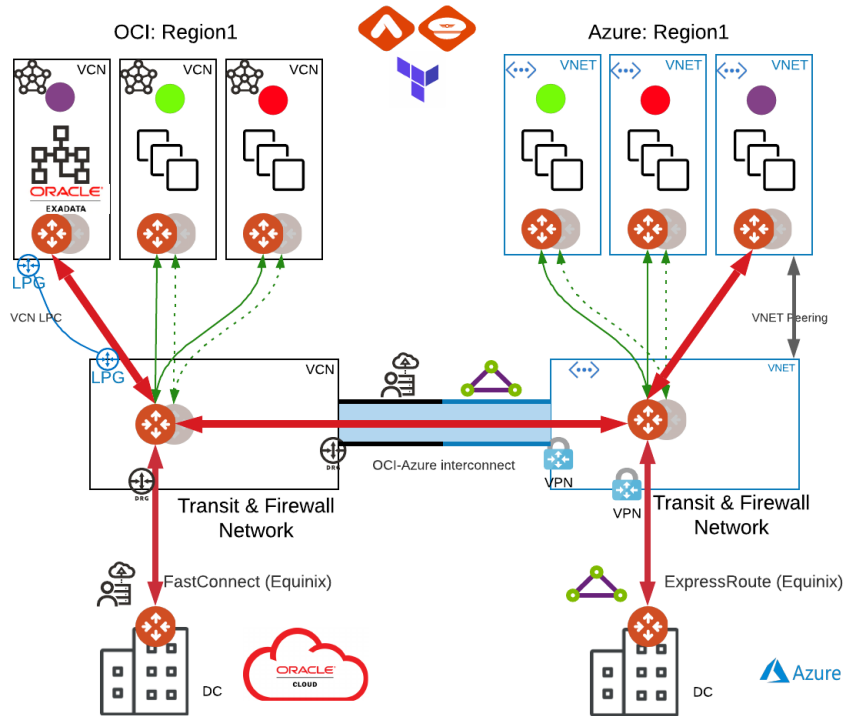 OCI: Region1
Azure: Region1
VCN
VCN
VCN
VNET
VNET
VNET
ORACLE
EXADATA
LPG
VCN LPC
LPG
VNET Peering
VCN
VNET
DRG
OCI-Azure interconnect
VPN
DRG
VPN
Transit & Firewall
Network
Transit & Firewall
Network
FastConnect (Equinix)
ExpressRoute (Equinix)
ORACLE
CLOUD
DC
DC
Azure